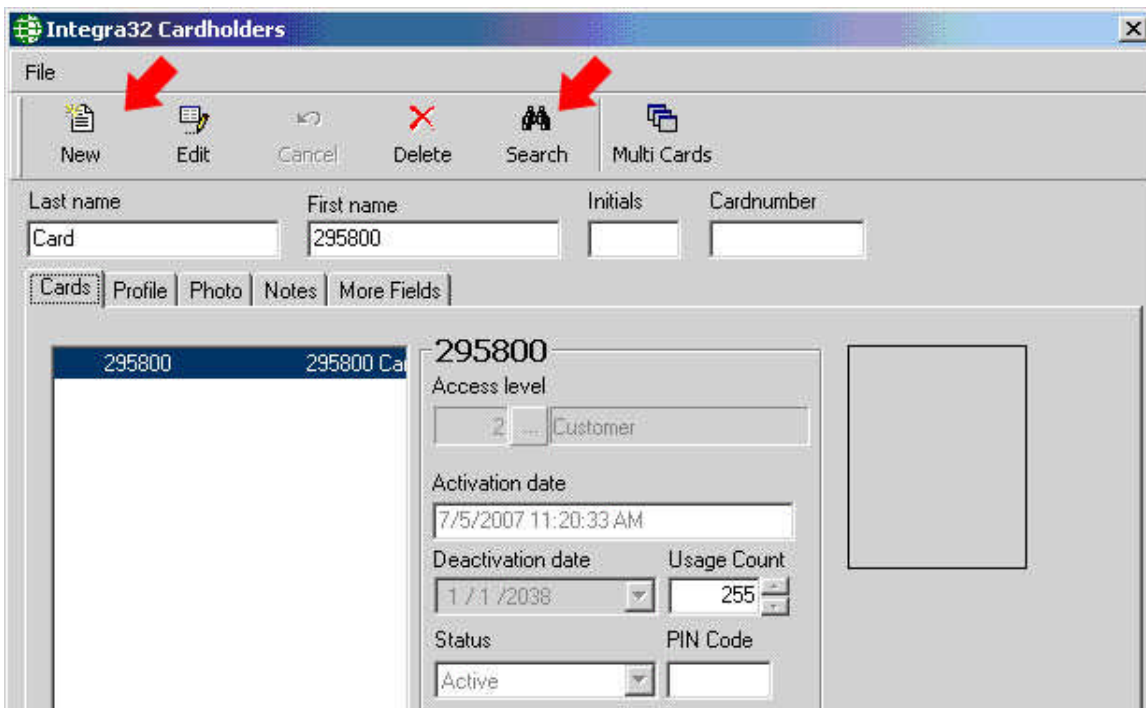 Integra32 Cardholders
File
New Edit Cancel Delete Search Multi Cards
Last name First name Initials Cardnumber
Card 295800
Cards Profile Photo Notes More Fields
295800 295800 Car
295800
Access level
2 ... Customer
Activation date
7/5/2007 11:20:33 AM
Deactivation date Usage Count
1 / 1 /2038 255
Status PIN Code
Active